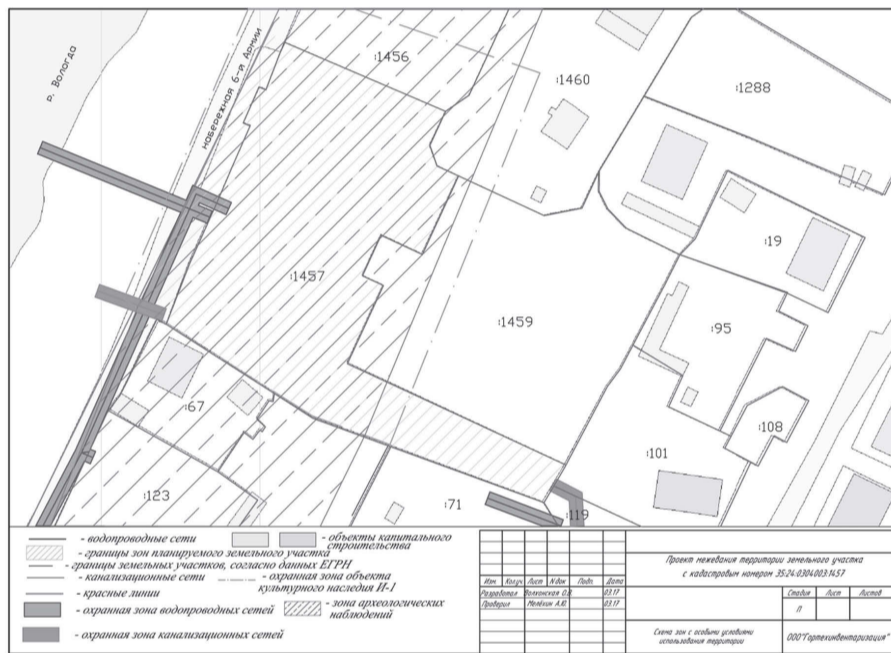 р. Вологда
набережная 6-й Армии
:1456
:1460
:1288
:19
:1457
:1459
:95
:67
:108
:101
:123
:71
:119
- водопроводные сети
- объекты капитального строительства
- границы зон планируемого земельного участка
- границы земельных участков, согласно данных ЕГРН
- канализационные сети
- охранная зона объекта культурного наследия И-1
- красные линии
- охранная зона водопроводных сетей
- зона археологических наблюдений
- охранная зона канализационных сетей
Проект межевания территории земельного участка
с кадастровым номером 35:24:0304003:1457
Изм. Кол.уч. Лист Nдок Подп. Дата
Разработал Волконская О.В. 03.17
Проверил Мелёхин А.Ю. 03.17
Стадия Лист Листов
П
Схема зон с особыми условиями
использования территории
ООО"Гортехинвентаризация"